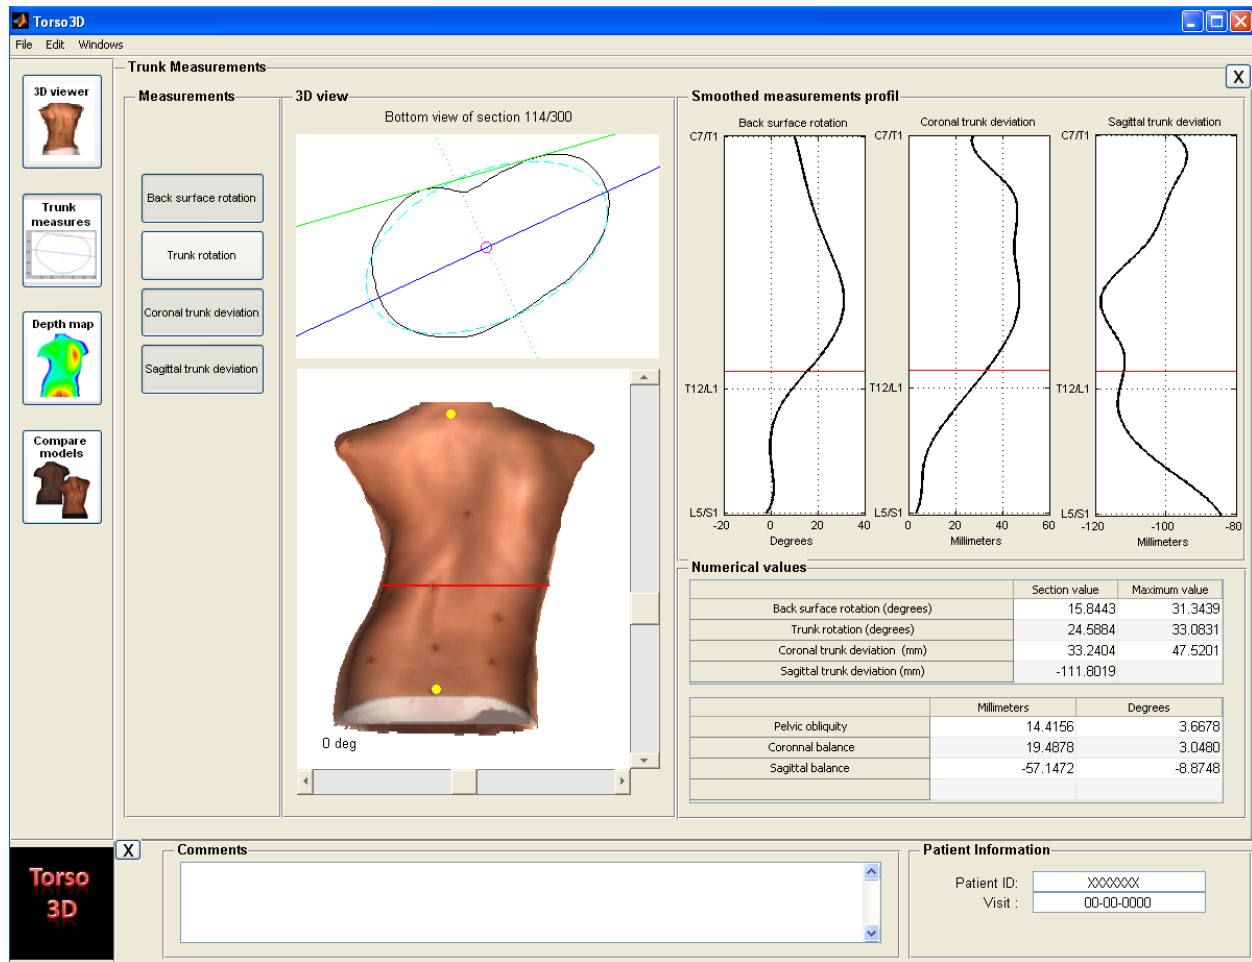 Torso3D
File Edit Windows
3D viewer
Trunk
measures
Depth map
Compare
models
Torso
3D
Trunk Measurements
X
Measurements
Back surface rotation
Trunk rotation
Coronal trunk deviation
Sagittal trunk deviation
3D view
Bottom view of section 114/300
0 deg
Smoothed measurements profil
Back surface rotation
C7/T1
T12/L1
L5/S1
-20 0 20 40
Degrees
Coronal trunk deviation
C7/T1
T12/L1
L5/S1
0 20 40 60
Millimeters
Sagittal trunk deviation
C7/T1
T12/L1
L5/S1
-120 -100 -80
Millimeters
Numerical values
Section value Maximum value
Back surface rotation (degrees) 15.8443 31.3439
Trunk rotation (degrees) 24.5884 33.0831
Coronal trunk deviation (mm) 33.2404 47.5201
Sagittal trunk deviation (mm) -111.8019
Millimeters Degrees
Pelvic obliquity 14.4156 3.6678
Coronnal balance 19.4878 3.0480
Sagittal balance -57.1472 -8.8748
X
Comments
Patient Information
Patient ID: XXXXXXX
Visit : 00-00-0000